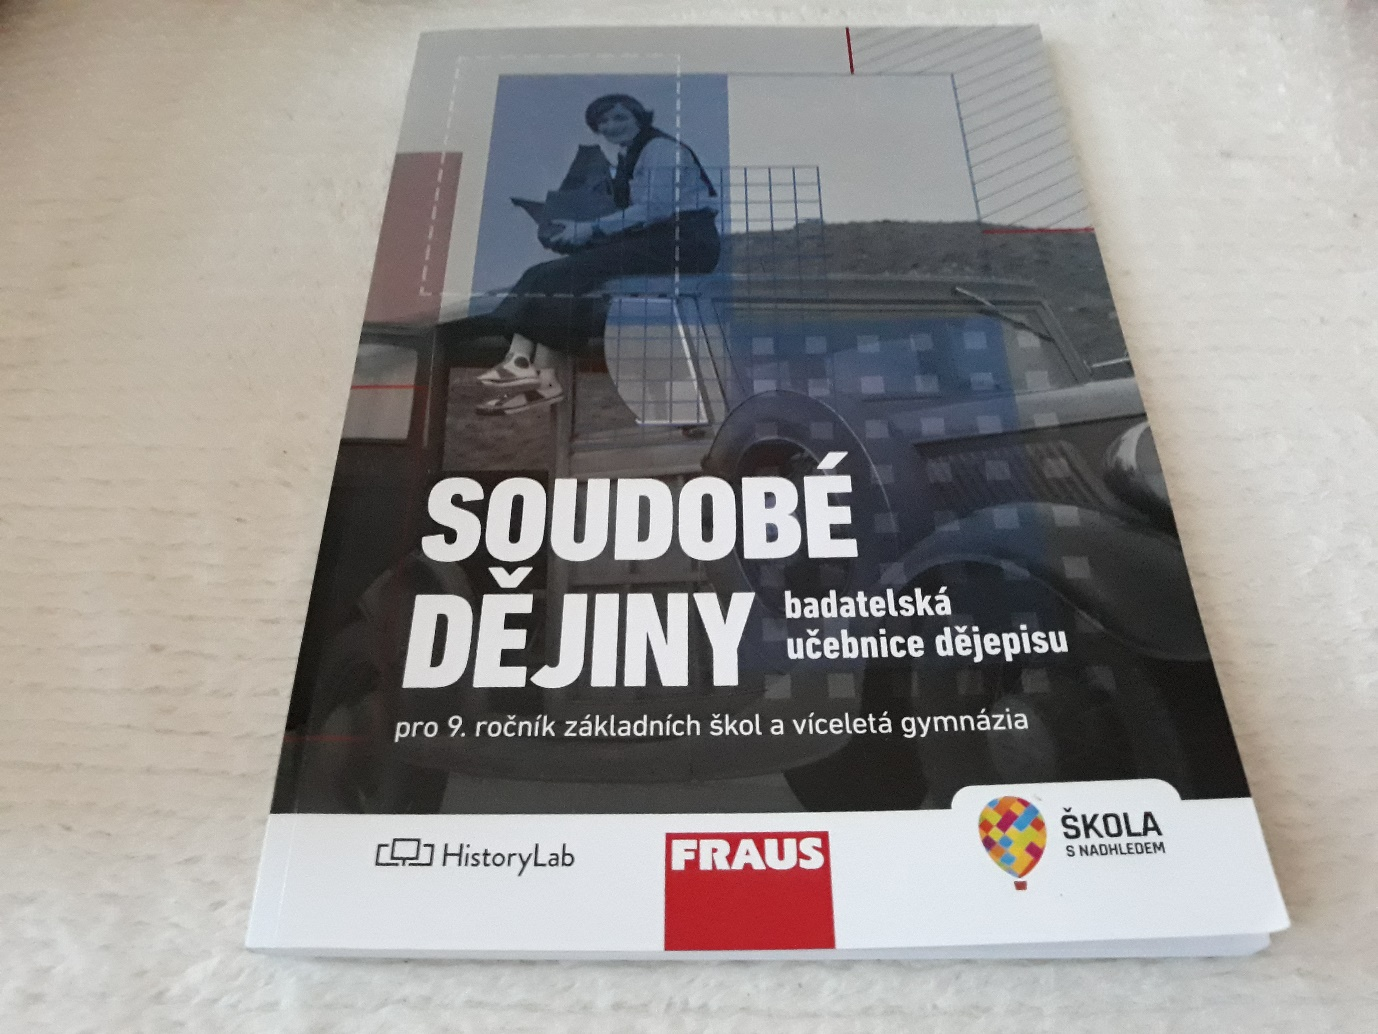 SOUDOBÉ
DĚJINY
badatelská
učebnice dějepisu
pro 9. ročník základních škol a víceletá gymnázia
HistoryLab
FRAUS
ŠKOLA
S NADHLEDEM